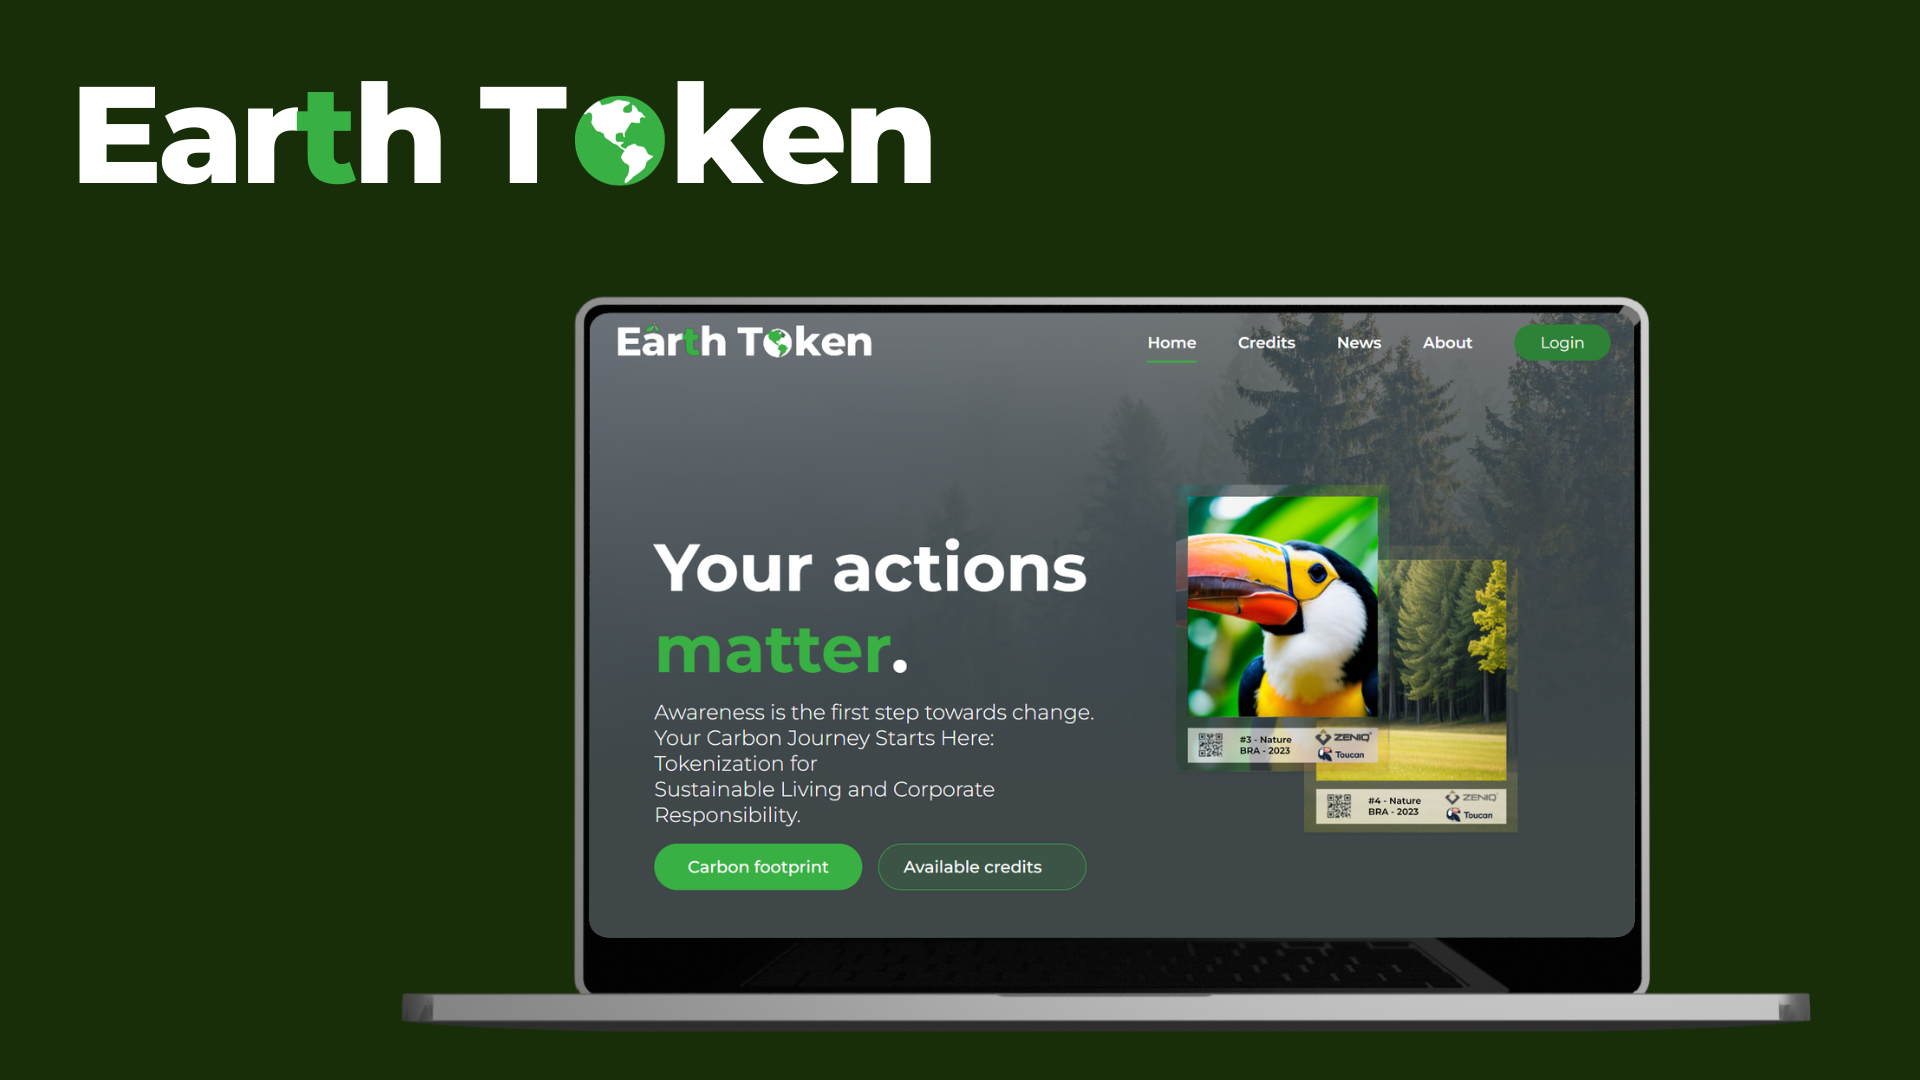 Earth Token
Earth Token
Home Credits News About Login
Your actions
matter.
Awareness is the first step towards change.
Your Carbon Journey Starts Here:
Tokenization for
Sustainable Living and Corporate
Responsibility.
Carbon footprint Available credits
#3 - Nature
BRA - 2023
ZENIQ
Toucan
#4 - Nature
BRA - 2023
ZENIQ
Toucan